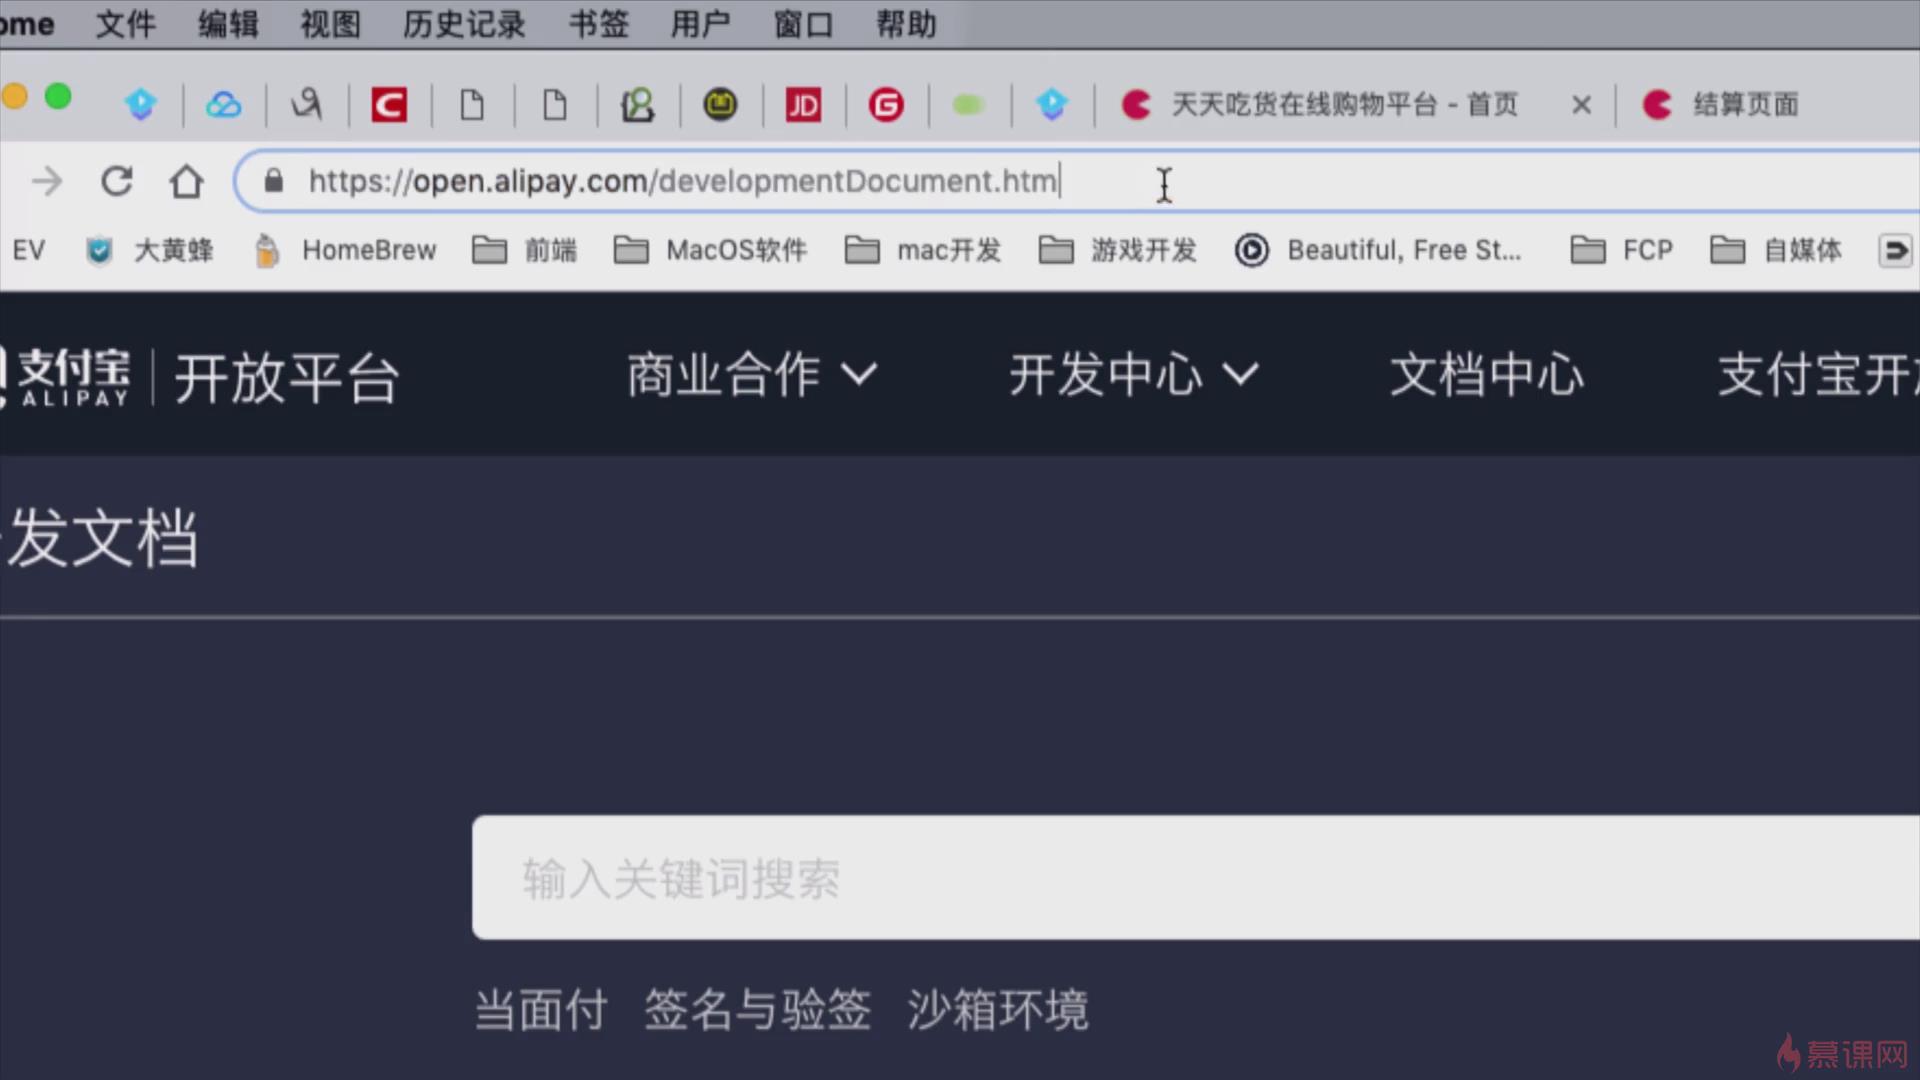 ome 文件 编辑 视图 历史记录 书签 用户 窗口 帮助
天天吃货在线购物平台 - 首页 结算页面
https://open.alipay.com/developmentDocument.htm
EV 大黄蜂 HomeBrew 前端 MacOS软件 mac开发 游戏开发 Beautiful, Free St... FCP 自媒体
支付宝 ALIPAY 开放平台 商业合作 开发中心 文档中心 支付宝开放
发文档
输入关键词搜索
当面付 签名与验签 沙箱环境
慕课网